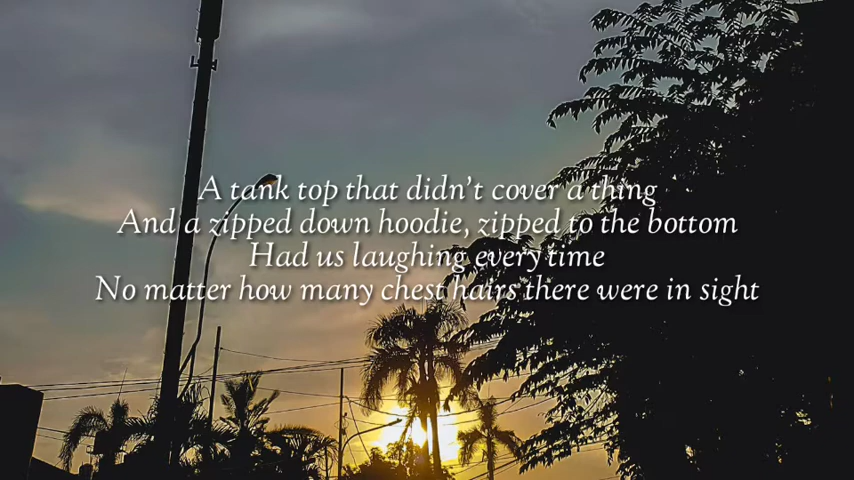 A tank top that didn't cover a thing
And a zipped down hoodie, zipped to the bottom
Had us laughing every time
No matter how many chest hairs there were in sight